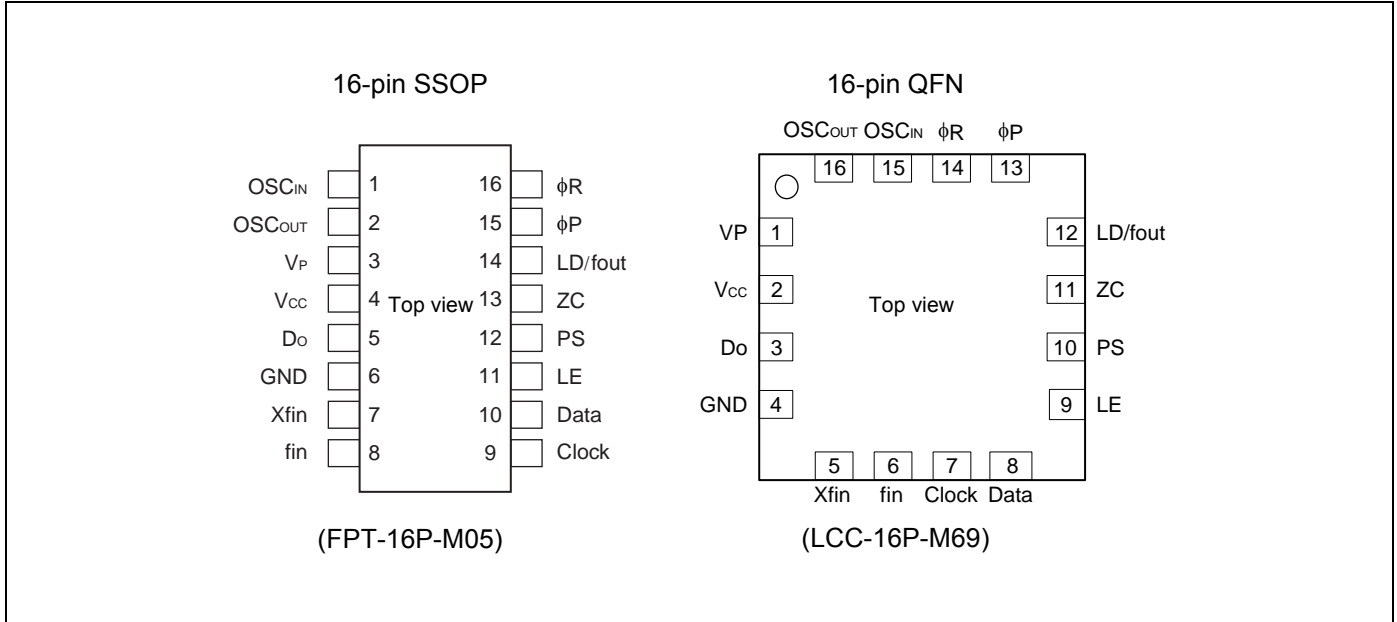 16-pin SSOP
OSCIN 1 16 ϕR
OSCOUT 2 15 ϕP
VP 3 14 LD/fout
VCC 4 Top view 13 ZC
DO 5 12 PS
GND 6 11 LE
Xfin 7 10 Data
fin 8 9 Clock
(FPT-16P-M05)
16-pin QFN
OSCOUT OSCIN ϕR ϕP
16 15 14 13
VP 1 12 LD/fout
VCC 2 Top view 11 ZC
Do 3 10 PS
GND 4 9 LE
5 6 7 8
Xfin fin Clock Data
(LCC-16P-M69)